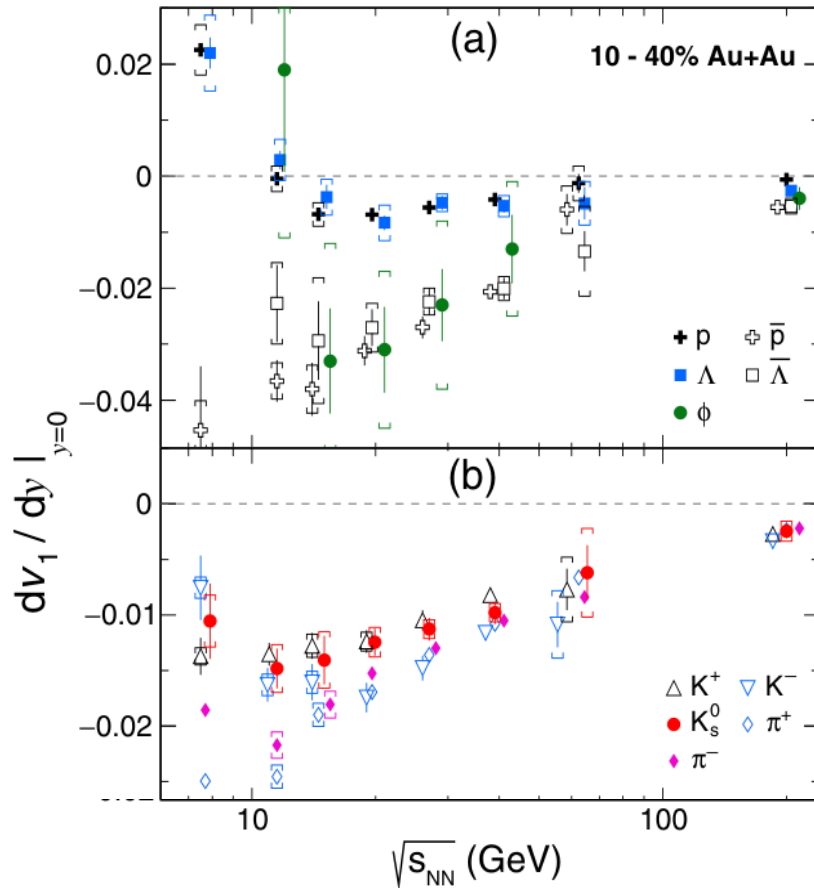 (a)
10 - 40% Au+Au
0.02
0
−0.02
−0.04
p p̅
Λ Λ̅
ϕ
dv₁ / dy|y=0
(b)
0
−0.01
−0.02
K⁺ K⁻
K⁰s π⁺
π⁻
10 100
√sNN (GeV)